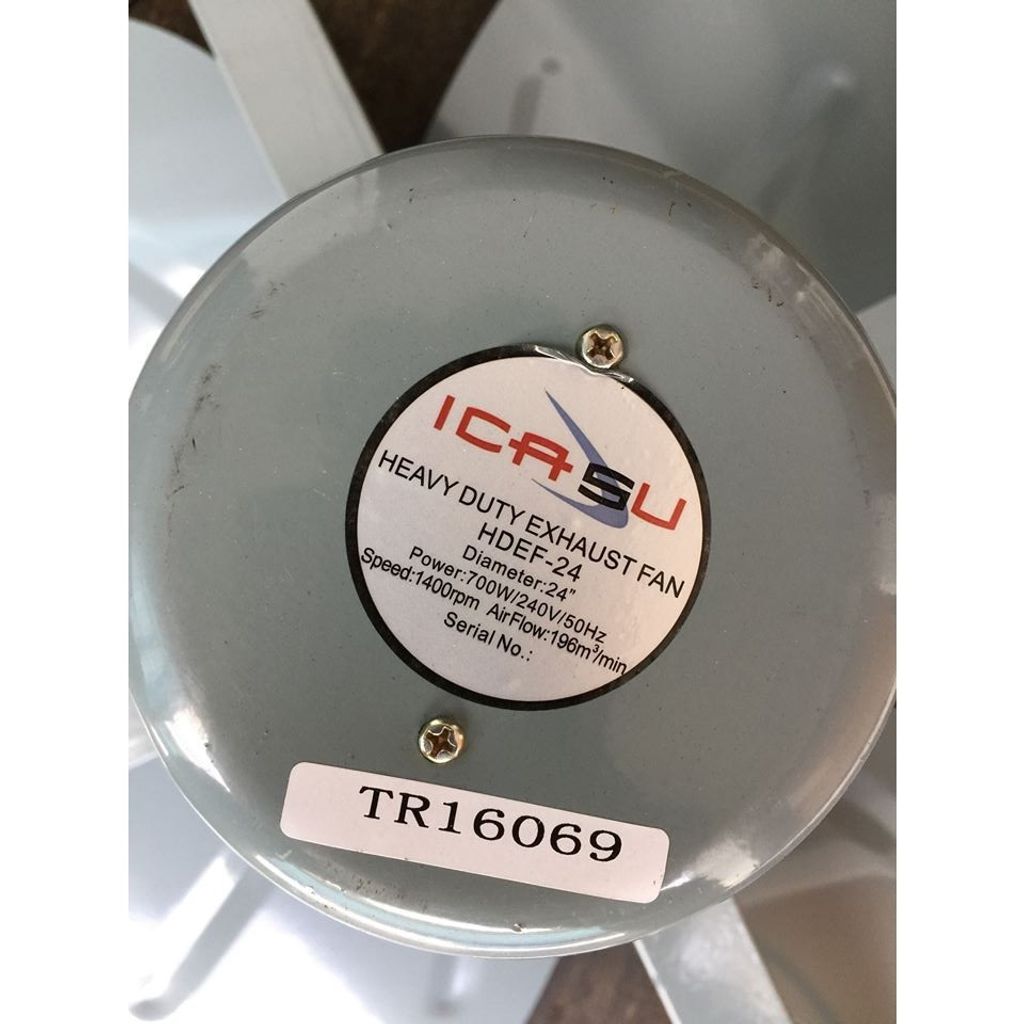 ICASU
HEAVY DUTY EXHAUST FAN
HDEF-24
Diameter:24"
Power:700W/240V/50Hz
Speed:1400rpm AirFlow:196m³/min
Serial No.:
TR16069